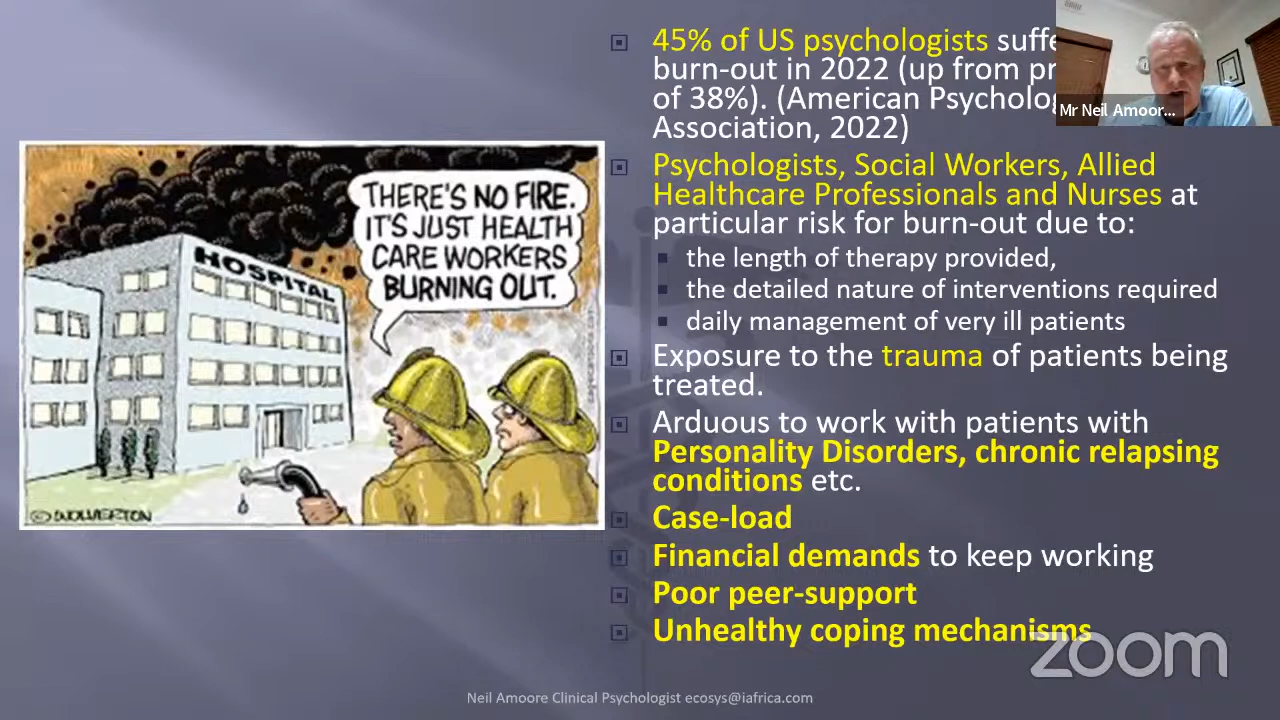 45% of US psychologists
burn-out in 2022 (up from
of 38%). (American
Association, 2022)
Psychologists, Social Workers, Allied
Healthcare Professionals and Nurses at
particular risk for burn-out due to:
the length of therapy provided,
the detailed nature of interventions required
daily management of very ill patients
Exposure to the trauma of patients being
treated.
Arduous to work with patients with
Personality Disorders, chronic relapsing
conditions etc.
Case-load
Financial demands to keep working
Poor peer-support
Unhealthy coping mechanisms
THERE'S NO FIRE.
IT'S JUST HEALTH
CARE WORKERS
BURNING OUT.
HOSPITAL
© WOLVERTON
Mr Neil Amoor...
zoom
Neil Amoore Clinical Psychologist ecosys@iafrica.com